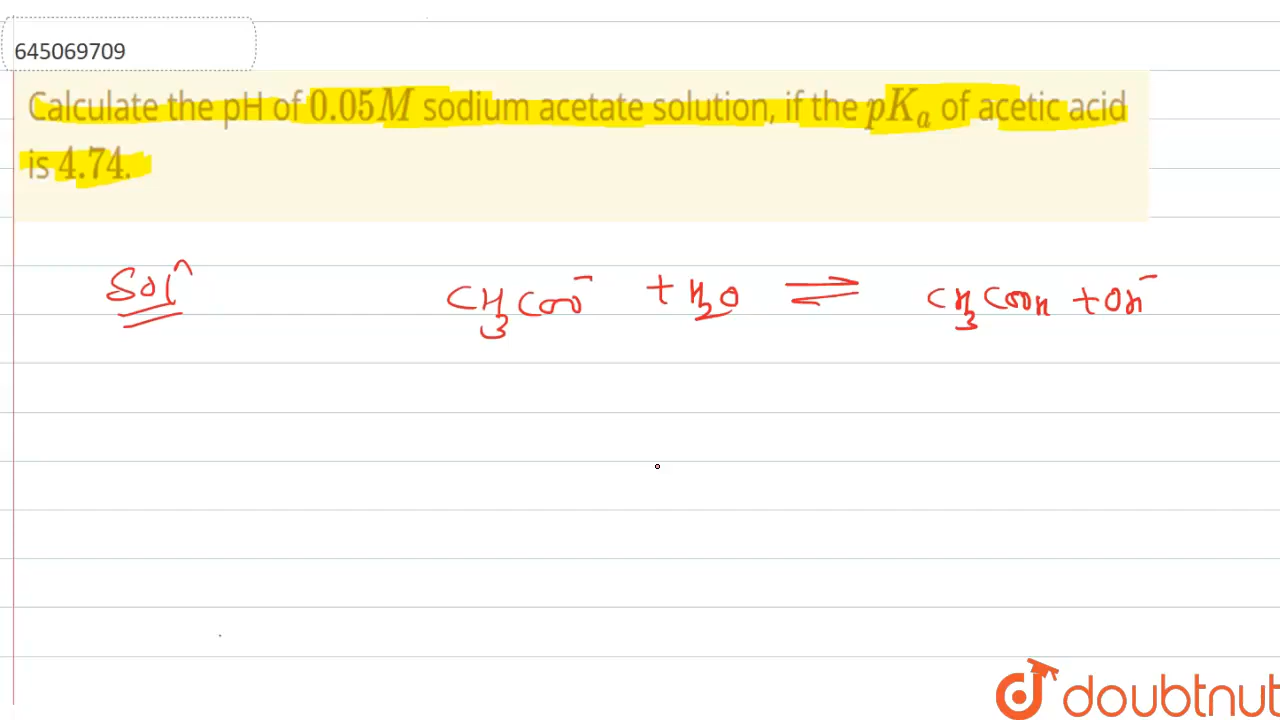 645069709
Calculate the pH of 0.05M sodium acetate solution, if the pKₐ of acetic acid
is 4.74.
Solⁿ CH₃COO⁻ + H₂O ⇌ CH₃COOH + OH⁻
doubtnut